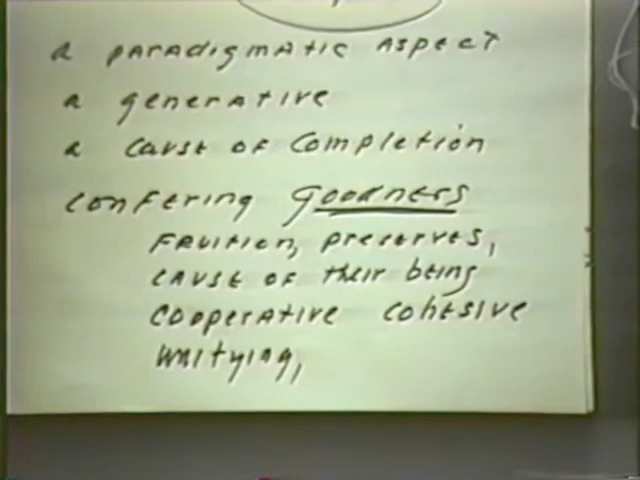 a paradigmatic aspect
a generative
a cause of completion
confering Goodness
fruition, preserves,
cause of their being
cooperative cohesive
unitying,